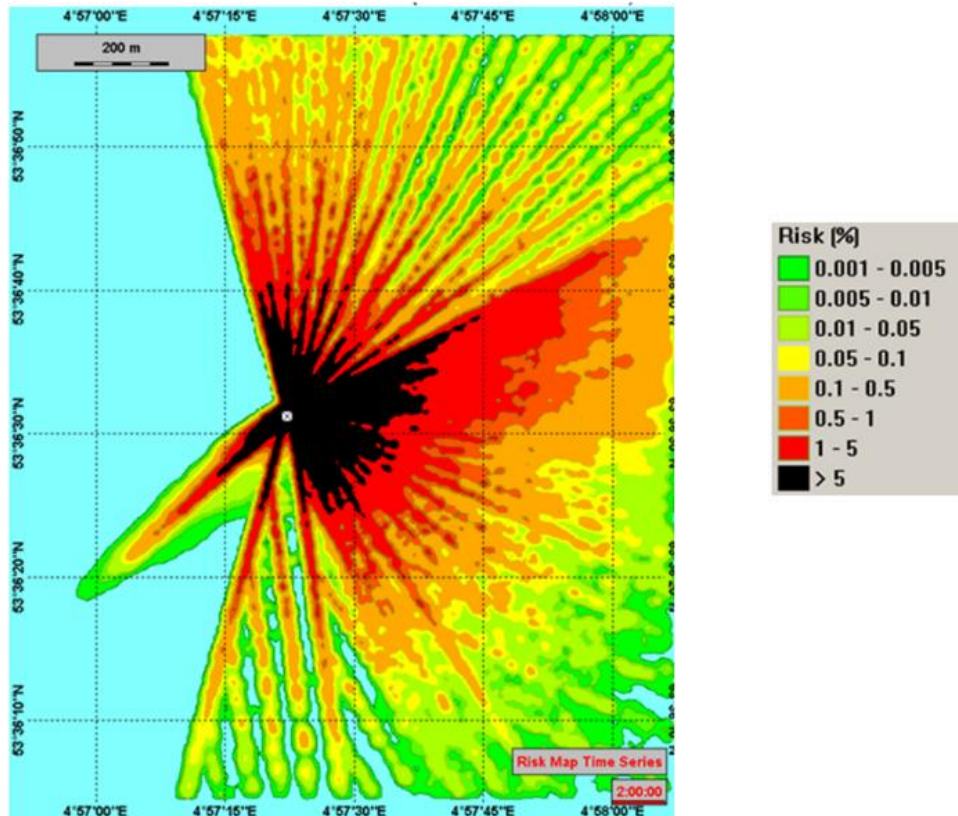 4°57'00"E 4°57'15"E 4°57'30"E 4°57'45"E 4°58'00"E
200 m
53°36'50"N
53°36'40"N
53°36'30"N
53°36'20"N
53°36'10"N
Risk Map Time Series
2:00:00
4°57'00"E 4°57'15"E 4°57'30"E 4°57'45"E 4°58'00"E
Risk (%)
0.001 - 0.005
0.005 - 0.01
0.01 - 0.05
0.05 - 0.1
0.1 - 0.5
0.5 - 1
1 - 5
> 5